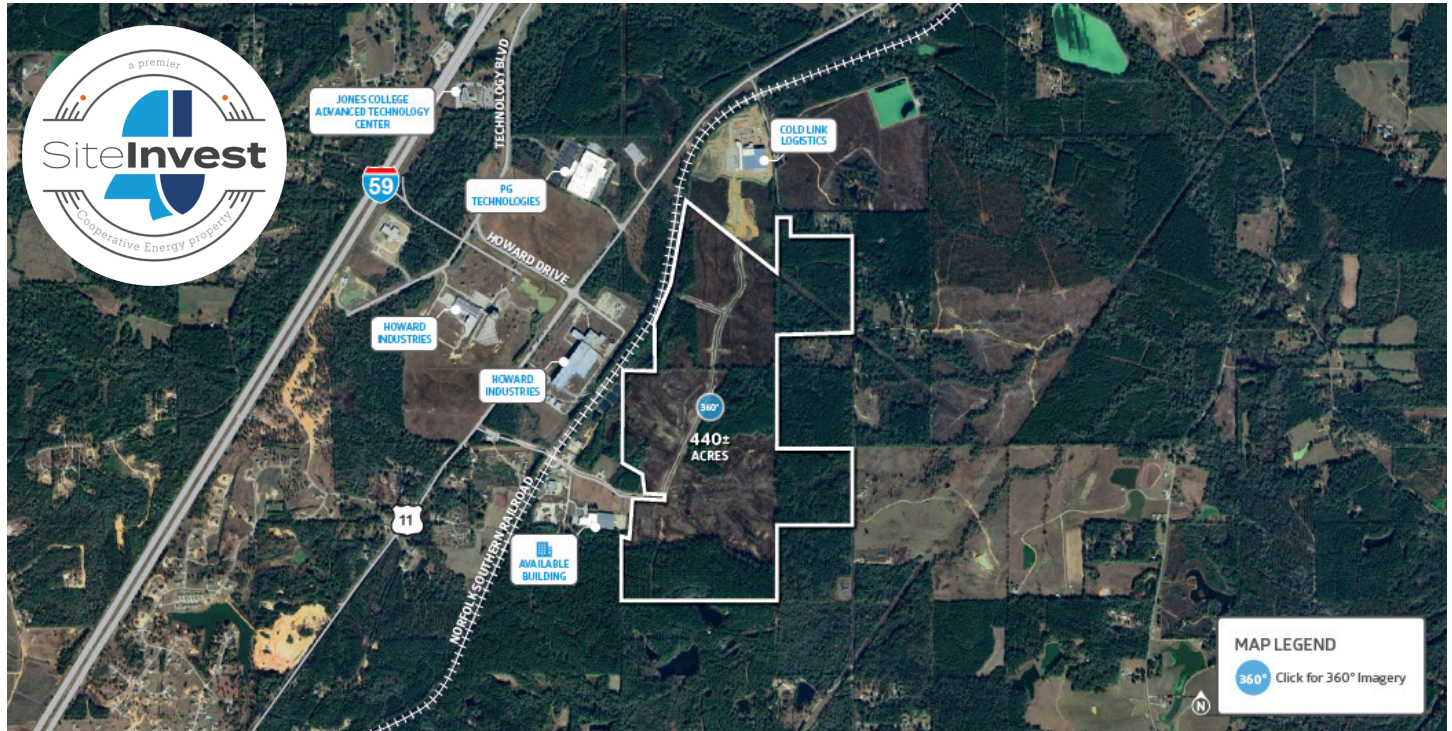 a premier
SiteInvest
Cooperative Energy property
JONES COLLEGE
ADVANCED TECHNOLOGY
CENTER
TECHNOLOGY BLVD
COLD LINK
LOGISTICS
59
PG
TECHNOLOGIES
HOWARD DRIVE
HOWARD
INDUSTRIES
HOWARD
INDUSTRIES
360°
440±
ACRES
11
NORFOLK SOUTHERN RAILROAD
AVAILABLE
BUILDING
MAP LEGEND
360° Click for 360° Imagery
N